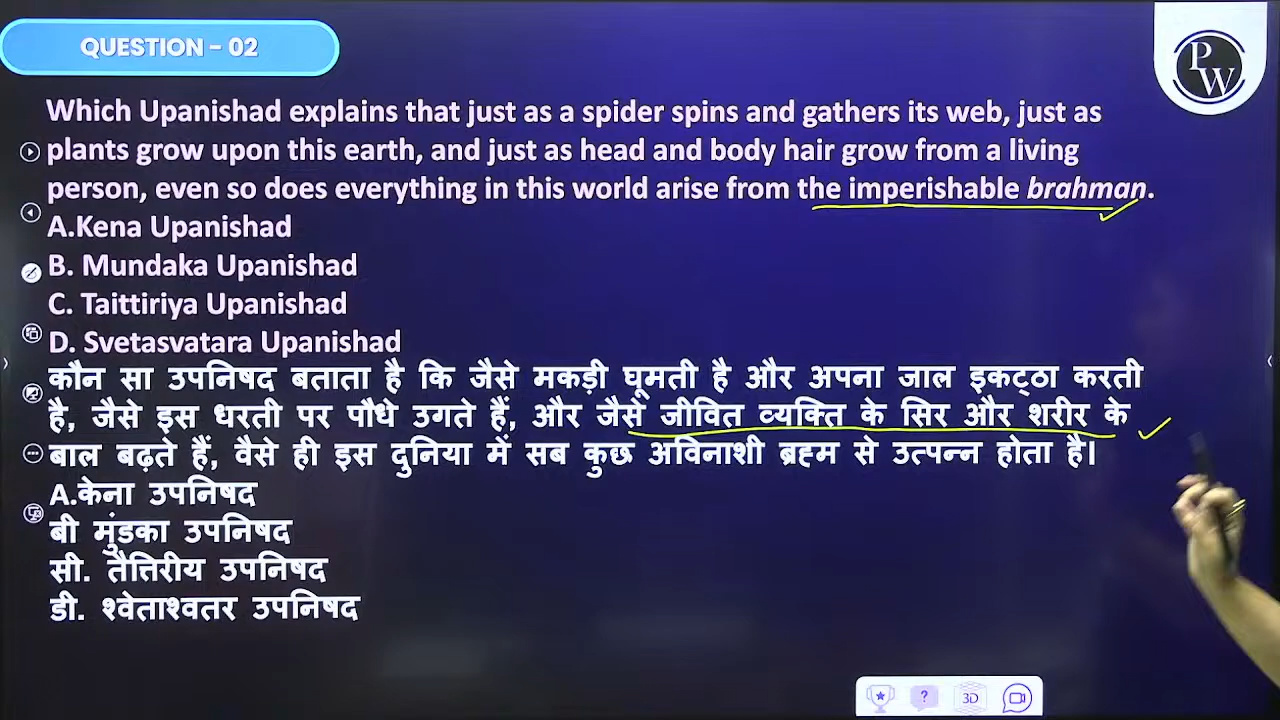 QUESTION - 02
PW
Which Upanishad explains that just as a spider spins and gathers its web, just as
plants grow upon this earth, and just as head and body hair grow from a living
person, even so does everything in this world arise from the imperishable brahman.
A.Kena Upanishad
B. Mundaka Upanishad
C. Taittiriya Upanishad
D. Svetasvatara Upanishad
कौन सा उपनिषद बताता है कि जैसे मकड़ी घूमती है और अपना जाल इकट्ठा करती
है, जैसे इस धरती पर पौधे उगते हैं, और जैसे जीवित व्यक्ति के सिर और शरीर के
बाल बढ़ते हैं, वैसे ही इस दुनिया में सब कुछ अविनाशी ब्रह्म से उत्पन्न होता है।
A.केना उपनिषद
बी मुंडका उपनिषद
सी. तैत्तिरीय उपनिषद
डी. श्वेताश्वतर उपनिषद
3D